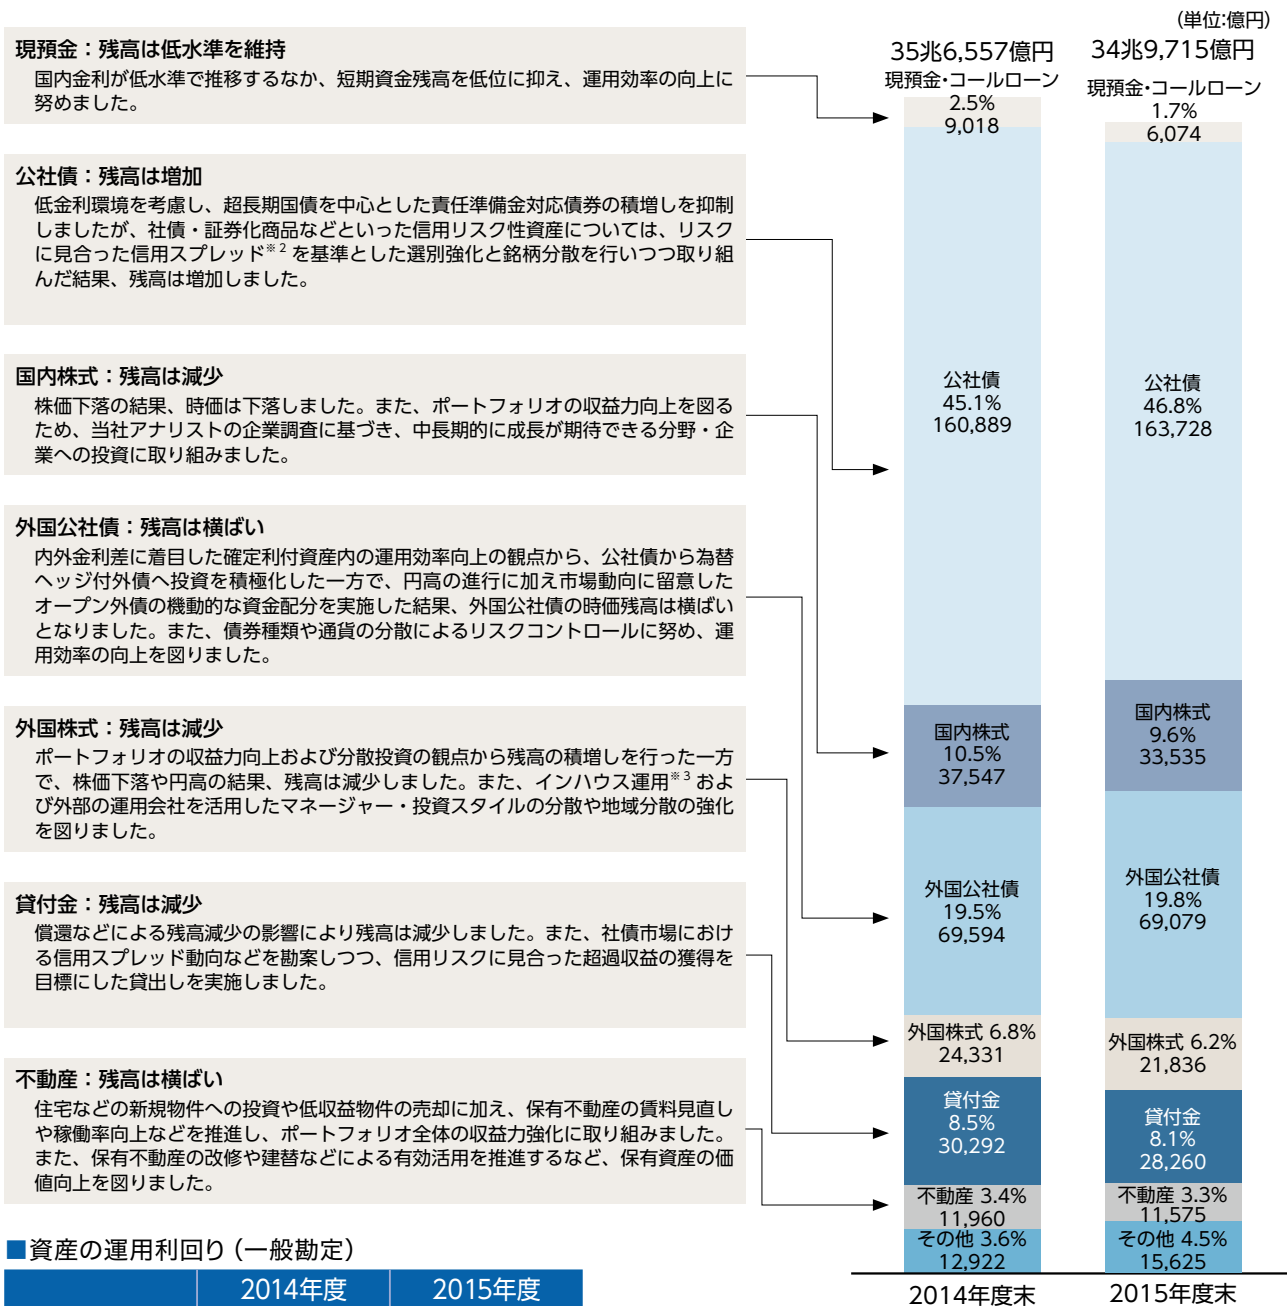 (単位:億円)
現預金：残高は低水準を維持
国内金利が低水準で推移するなか、短期資金残高を低位に抑え、運用効率の向上に
努めました。
公社債：残高は増加
低金利環境を考慮し、超長期国債を中心とした責任準備金対応債券の積増しを抑制
しましたが、社債・証券化商品などといった信用リスク性資産については、リスク
に見合った信用スプレッド※2 を基準とした選別強化と銘柄分散を行いつつ取り組
んだ結果、残高は増加しました。
国内株式：残高は減少
株価下落の結果、時価は下落しました。また、ポートフォリオの収益力向上を図る
ため、当社アナリストの企業調査に基づき、中長期的に成長が期待できる分野・企
業への投資に取り組みました。
外国公社債：残高は横ばい
内外金利差に着目した確定利付資産内の運用効率向上の観点から、公社債から為替
ヘッジ付外債へ投資を積極化した一方で、円高の進行に加え市場動向に留意した
オープン外債の機動的な資金配分を実施した結果、外国公社債の時価残高は横ばい
となりました。また、債券種類や通貨の分散によるリスクコントロールに努め、運
用効率の向上を図りました。
外国株式：残高は減少
ポートフォリオの収益力向上および分散投資の観点から残高の積増しを行った一方
で、株価下落や円高の結果、残高は減少しました。また、インハウス運用※3 およ
び外部の運用会社を活用したマネージャー・投資スタイルの分散や地域分散の強化
を図りました。
貸付金：残高は減少
償還などによる残高減少の影響により残高は減少しました。また、社債市場におけ
る信用スプレッド動向などを勘案しつつ、信用リスクに見合った超過収益の獲得を
目標にした貸出しを実施しました。
不動産：残高は横ばい
住宅などの新規物件への投資や低収益物件の売却に加え、保有不動産の賃料見直し
や稼働率向上などを推進し、ポートフォリオ全体の収益力強化に取り組みました。
また、保有不動産の改修や建替などによる有効活用を推進するなど、保有資産の価
値向上を図りました。
35兆6,557億円
現預金・コールローン
2.5%
9,018
公社債
45.1%
160,889
国内株式
10.5%
37,547
外国公社債
19.5%
69,594
外国株式 6.8%
24,331
貸付金
8.5%
30,292
不動産 3.4%
11,960
その他 3.6%
12,922
2014年度末
34兆9,715億円
現預金・コールローン
1.7%
6,074
公社債
46.8%
163,728
国内株式
9.6%
33,535
外国公社債
19.8%
69,079
外国株式 6.2%
21,836
貸付金
8.1%
28,260
不動産 3.3%
11,575
その他 4.5%
15,625
2015年度末
■資産の運用利回り（一般勘定）
2014年度 2015年度